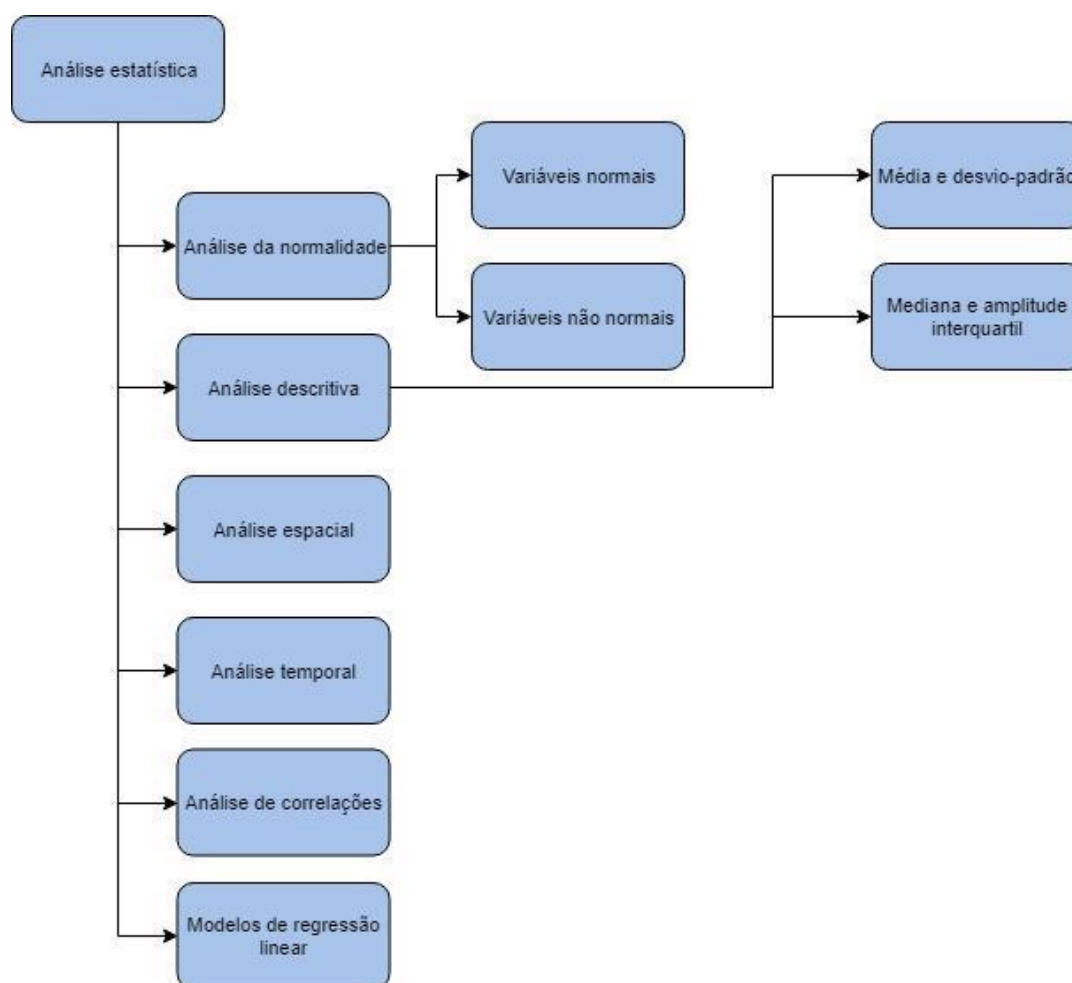 Análise estatística
Variáveis normais
Média e desvio-padrão
Análise da normalidade
Variáveis não normais
Mediana e amplitude
interquartil
Análise descritiva
Análise espacial
Análise temporal
Análise de correlações
Modelos de regressão
linear